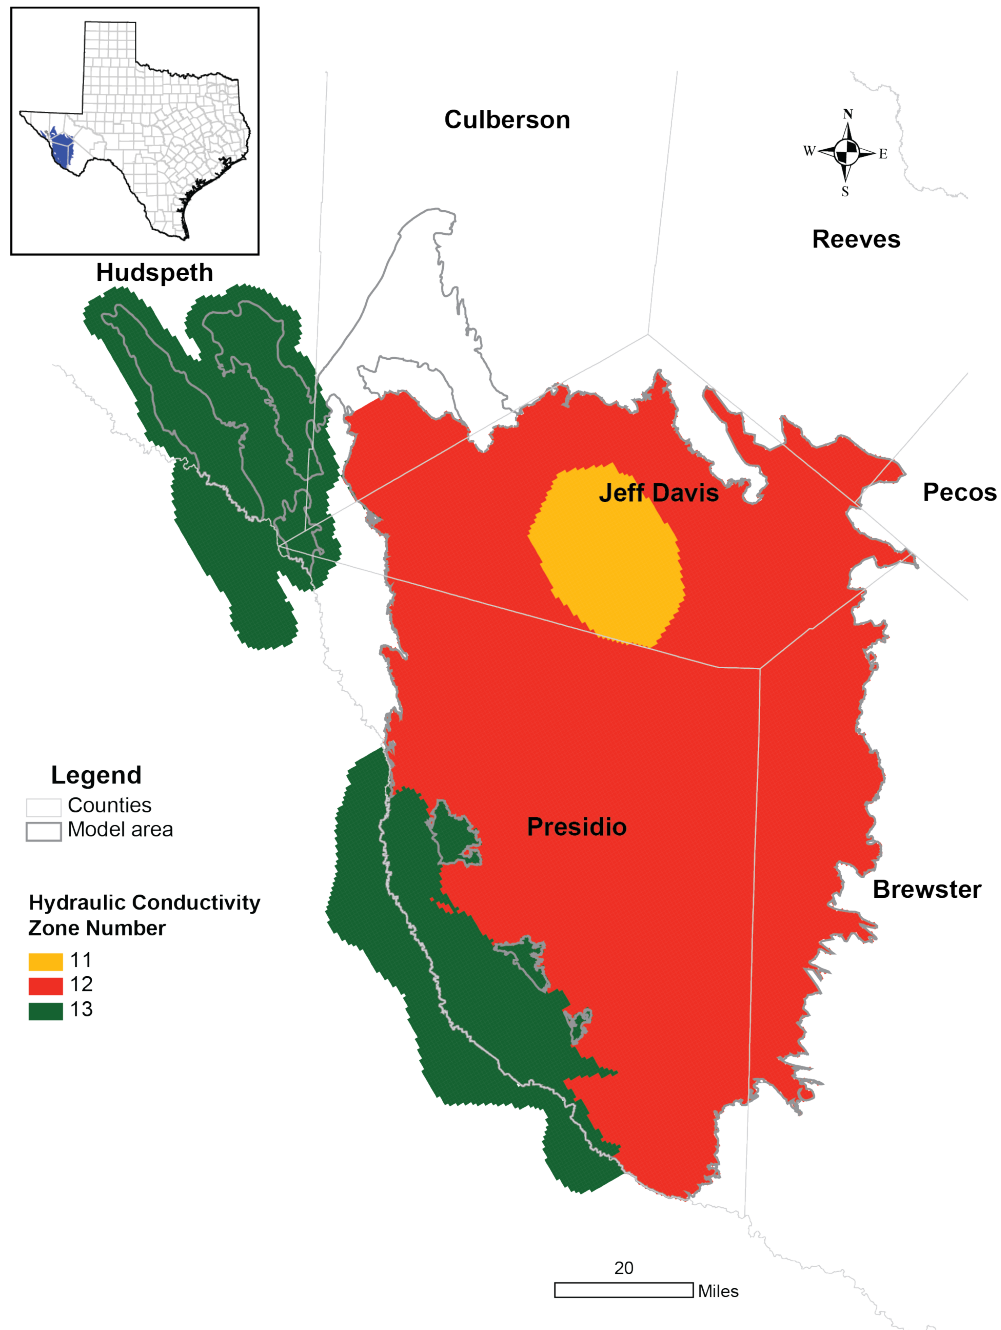 Culberson
N
W
E
S
Reeves
Hudspeth
Jeff Davis
Pecos
Legend
Counties
Model area
Presidio
Brewster
Hydraulic Conductivity
Zone Number
11
12
13
20
Miles